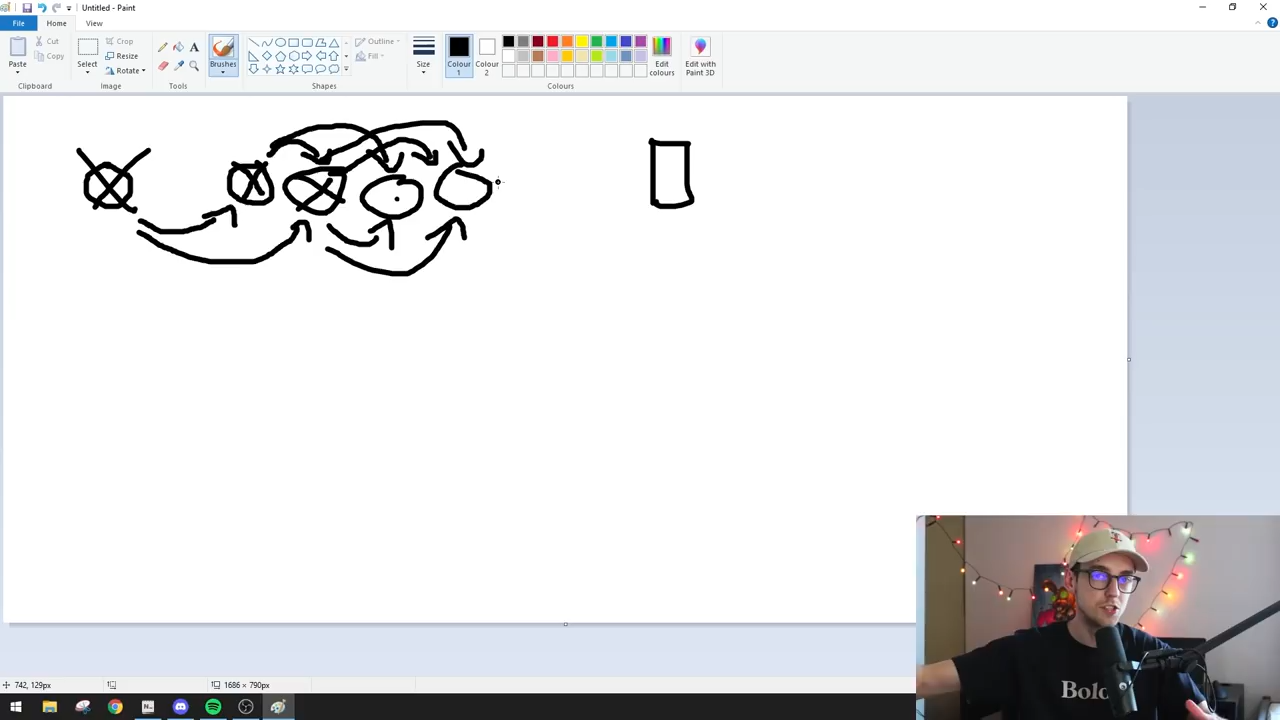 Untitled - Paint
File
Home
View
Paste
Cut
Copy
Clipboard
Select
Crop
Resize
Rotate
Image
A
Tools
Brushes
Outline
Fill
Shapes
Size
Colour
1
Colour
2
Edit
colours
Edit with
Paint 3D
Colours
Bold
742, 129px
1686 × 790px